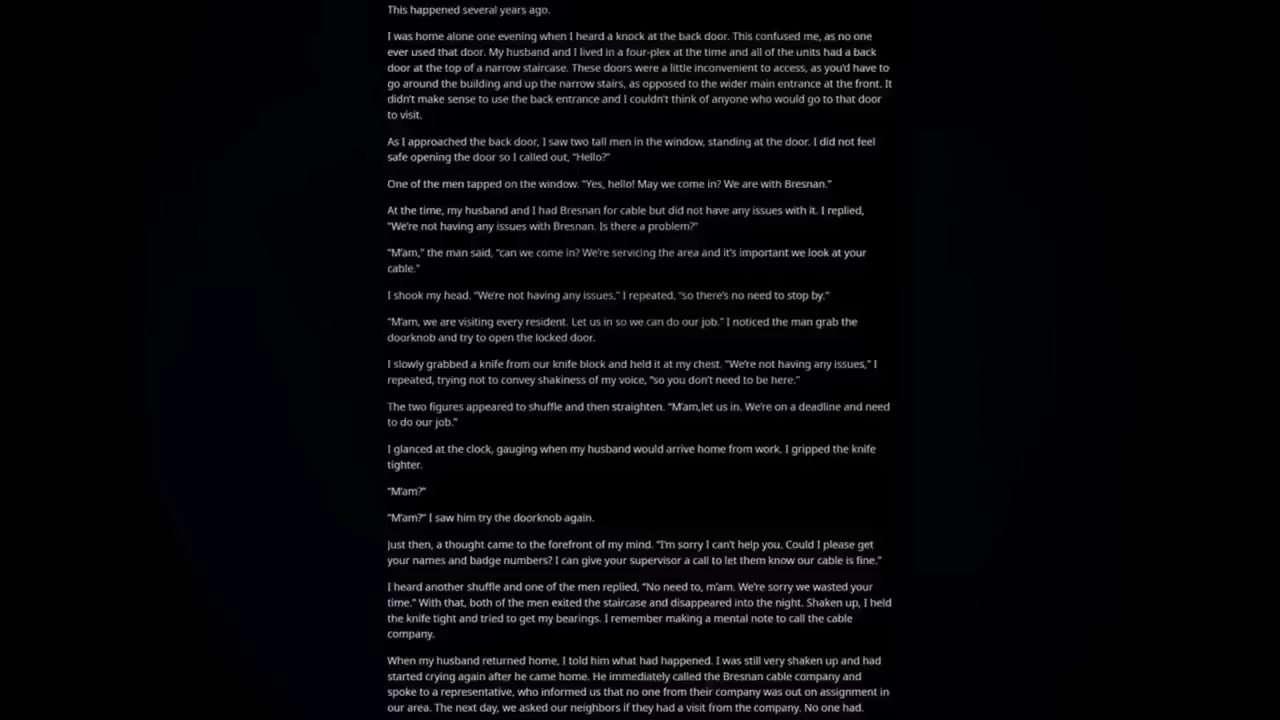 This happened several years ago.
I was home alone one evening when I heard a knock at the back door. This confused me, as no one
ever used that door. My husband and I lived in a four-plex at the time and all of the units had a back
door at the top of a narrow staircase. These doors were a little inconvenient to access, as you'd have to
go around the building and up the narrow stairs, as opposed to the wider main entrance at the front. It
didn't make sense to use the back entrance and I couldn't think of anyone who would go to that door
to visit.
As I approached the back door, I saw two tall men in the window, standing at the door. I did not feel
safe opening the door so I called out, "Hello?"
One of the men tapped on the window. "Yes, hello! May we come in? We are with Bresnan."
At the time, my husband and I had Bresnan for cable but did not have any issues with it. I replied,
"We're not having any issues with Bresnan. Is there a problem?"
"M'am," the man said, "can we come in? We're servicing the area and it's important we look at your
cable."
I shook my head. "We're not having any issues," I repeated, "so there's no need to stop by."
"M'am, we are visiting every resident. Let us in so we can do our job." I noticed the man grab the
doorknob and try to open the locked door.
I slowly grabbed a knife from our knife block and held it at my chest. "We're not having any issues," I
repeated, trying not to convey shakiness of my voice, "so you don't need to be here."
The two figures appeared to shuffle and then straighten. "M'am,let us in. We're on a deadline and need
to do our job."
I glanced at the clock, gauging when my husband would arrive home from work. I gripped the knife
tighter.
"M'am?"
"M'am?" I saw him try the doorknob again.
Just then, a thought came to the forefront of my mind. "I'm sorry I can't help you. Could I please get
your names and badge numbers? I can give your supervisor a call to let them know our cable is fine."
I heard another shuffle and one of the men replied, "No need to, m'am. We're sorry we wasted your
time." With that, both of the men exited the staircase and disappeared into the night. Shaken up, I held
the knife tight and tried to get my bearings. I remember making a mental note to call the cable
company.
When my husband returned home, I told him what had happened. I was still very shaken up and had
started crying again after he came home. He immediately called the Bresnan cable company and
spoke to a representative, who informed us that no one from their company was out on assignment in
our area. The next day, we asked our neighbors if they had a visit from the company. No one had.